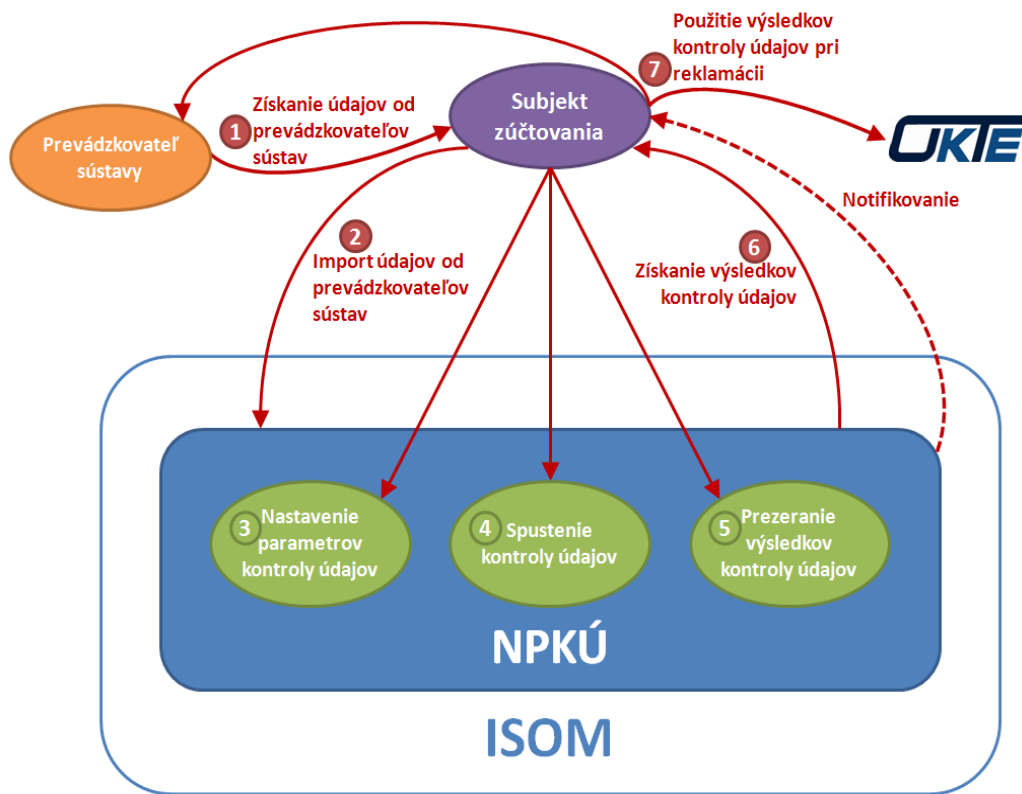 Použitie výsledkov
kontroly údajov pri
reklamácii
7
Subjekt
zúčtovania
1
Získanie údajov od
prevádzkovateľov
sústav
Prevádzkovateľ
sústavy
OKTE
Notifikovanie
2
Import údajov od
prevádzkovateľov
sústav
6
Získanie výsledkov
kontroly údajov
3
Nastavenie
parametrov
kontroly údajov
4
Spustenie
kontroly údajov
5
Prezeranie
výsledkov
kontroly údajov
NPKÚ
ISOM